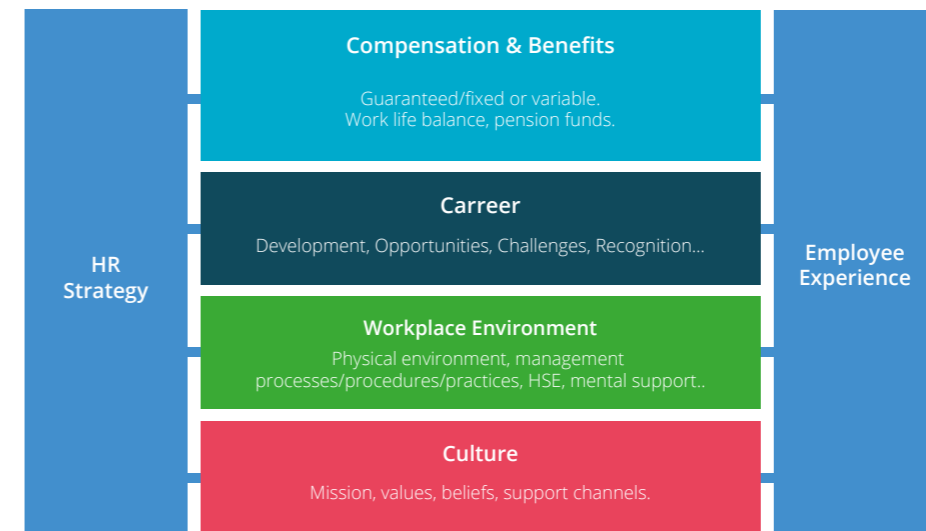 Compensation & Benefits
Guaranteed/fixed or variable.
Work life balance, pension funds.
Carreer
Development, Opportunities, Challenges, Recognition...
HR
Strategy
Employee
Experience
Workplace Environment
Physical environment, management
processes/procedures/practices, HSE, mental support..
Culture
Mission, values, beliefs, support channels.